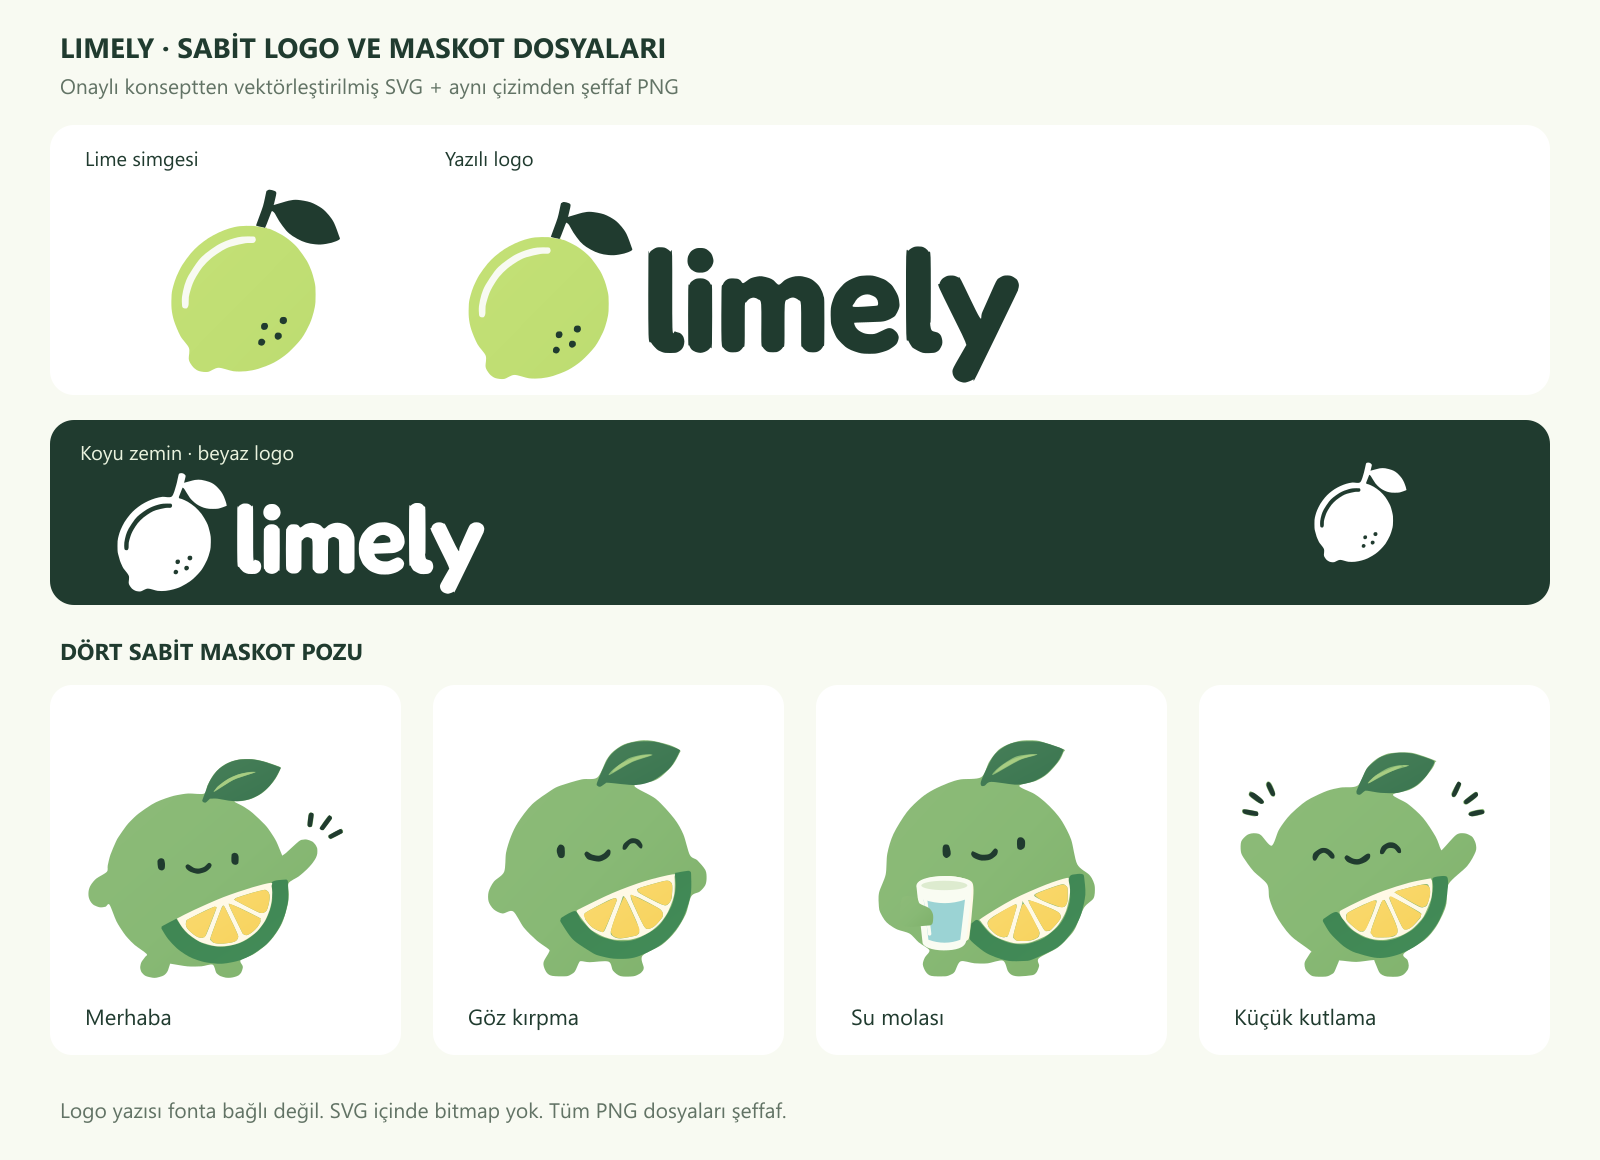 LIMELY · SABİT LOGO VE MASKOT DOSYALARI
Onaylı konseptten vektörleştirilmiş SVG + aynı çizimden şeffaf PNG
Lime simgesi
Yazılı logo
limely
Koyu zemin · beyaz logo
limely
DÖRT SABİT MASKOT POZU
Merhaba
Göz kırpma
Su molası
Küçük kutlama
Logo yazısı fonta bağlı değil. SVG içinde bitmap yok. Tüm PNG dosyaları şeffaf.